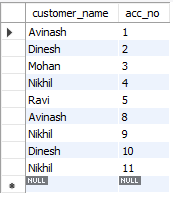 customer_name acc_no
Avinash 1
Dinesh 2
Mohan 3
Nikhil 4
Ravi 5
Avinash 8
Nikhil 9
Dinesh 10
Nikhil 11
NULL NULL